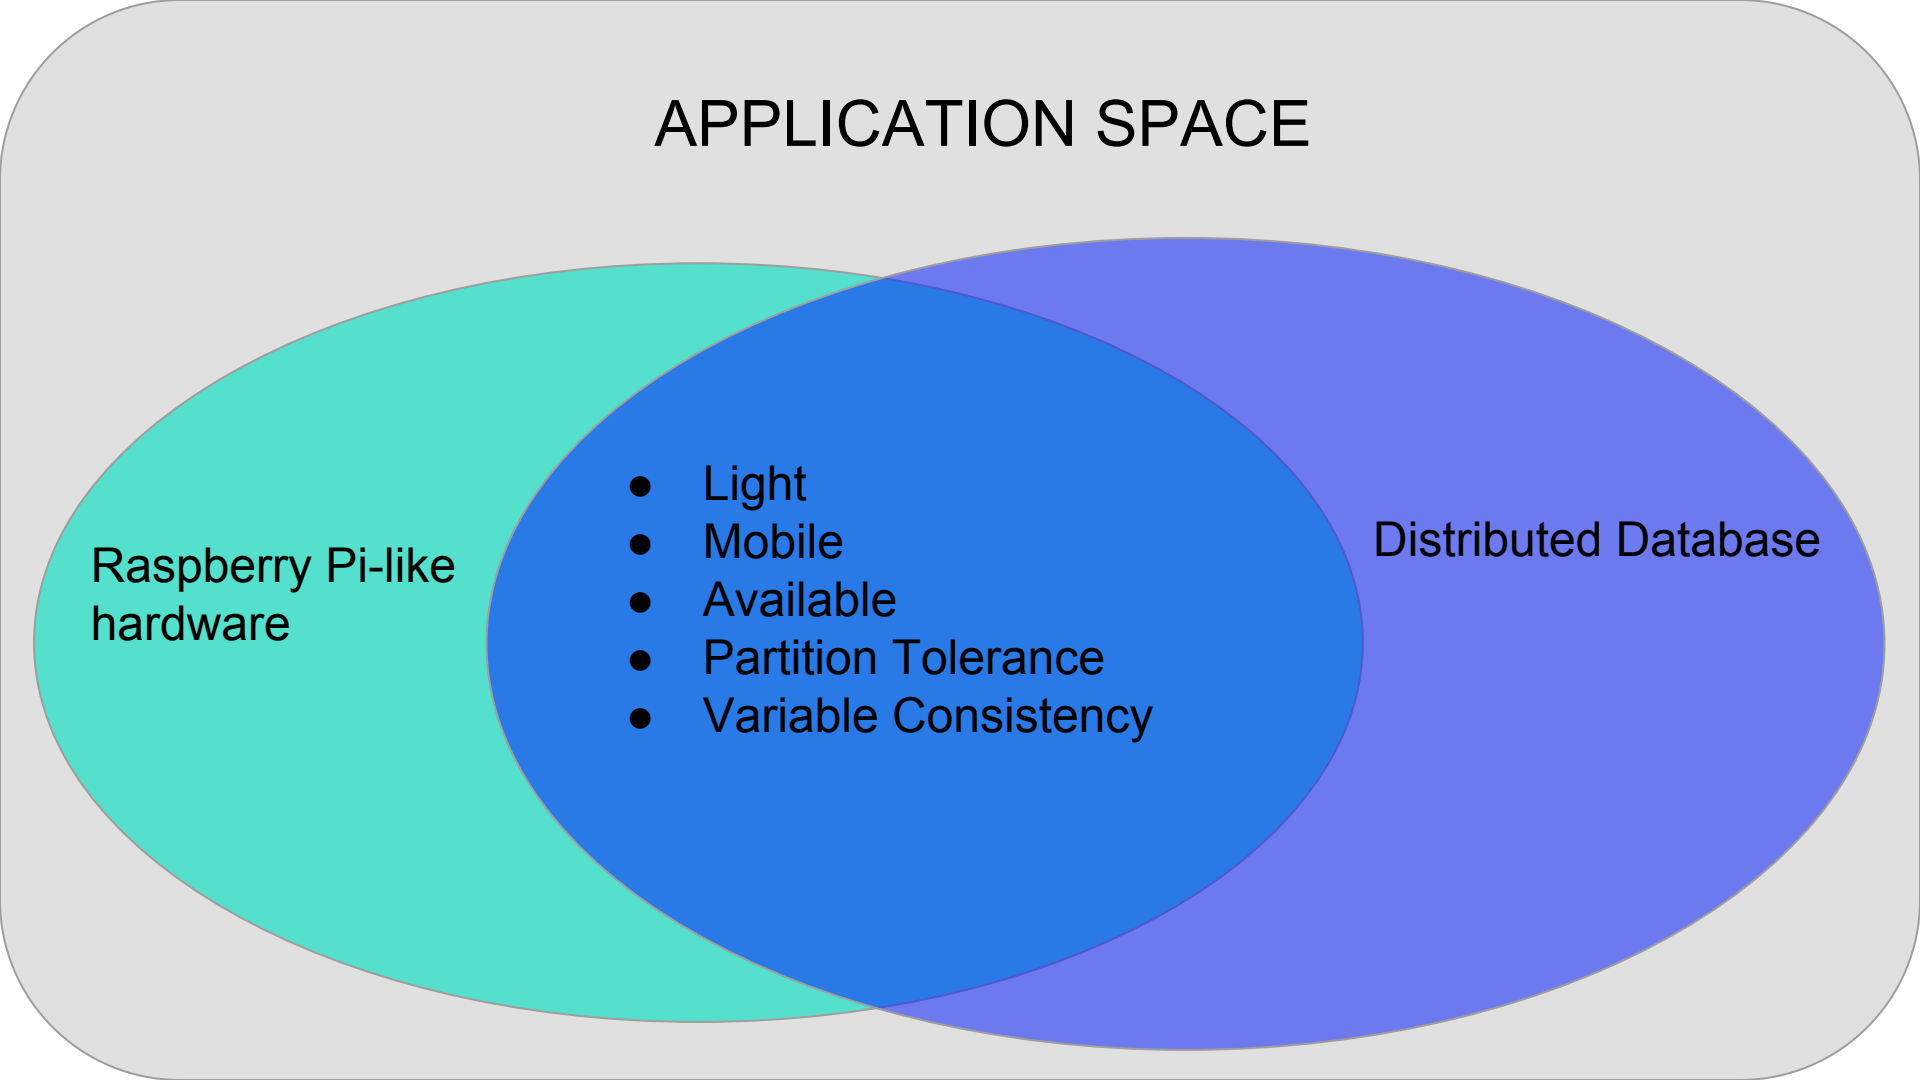 APPLICATION SPACE
Raspberry Pi-like
hardware
● Light
● Mobile
● Available
● Partition Tolerance
● Variable Consistency
Distributed Database